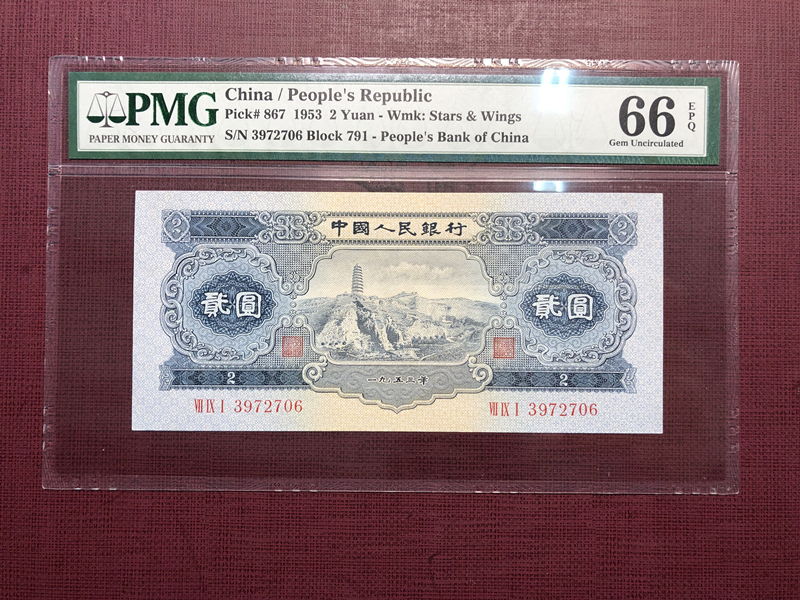 PMG
PAPER MONEY GUARANTY
China / People's Republic
Pick# 867 1953 2 Yuan - Wmk: Stars & Wings
S/N 3972706 Block 791 - People's Bank of China
66 EPQ
Gem Uncirculated
2 中國人民銀行 2
貳圓 貳圓
2 一九五三年 2
VII IX I 3972706 VII IX I 3972706